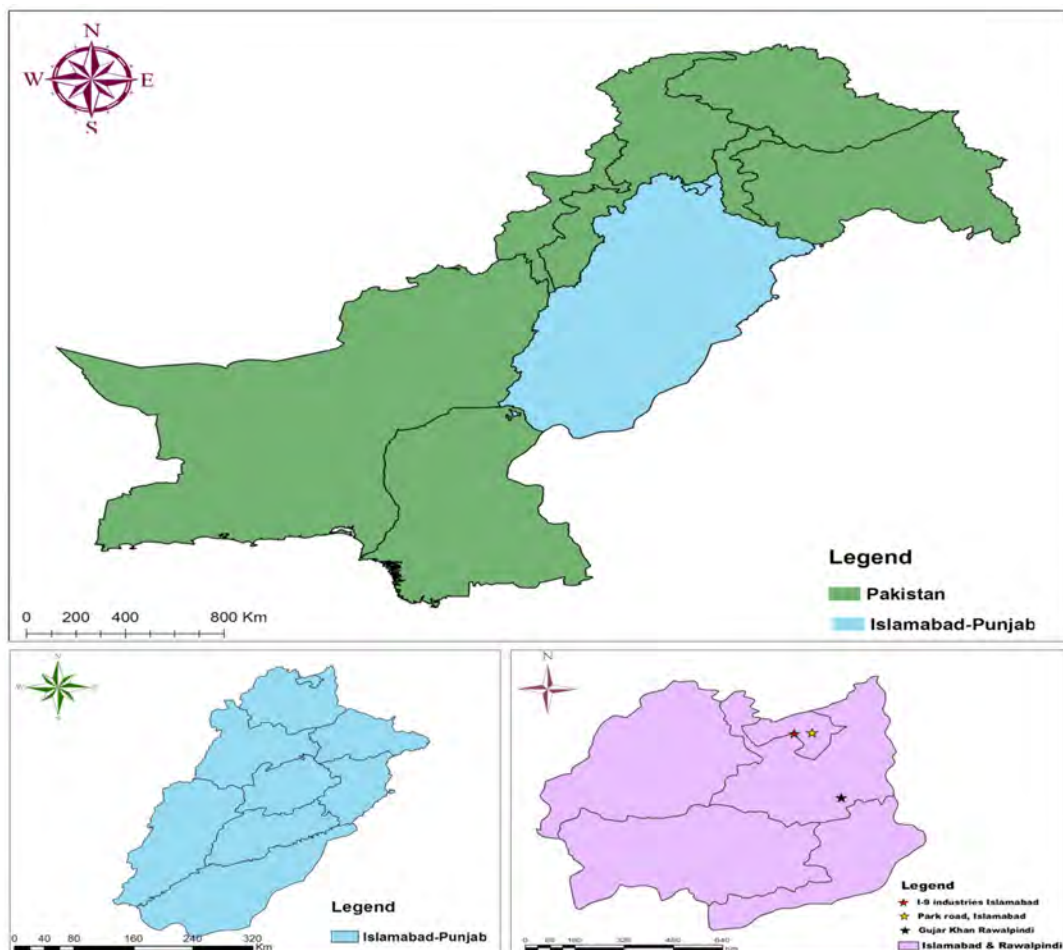 N
W E
S
Legend
Pakistan
Islamabad-Punjab
0 200 400 800 Km
N
W E
S
Legend
Islamabad-Punjab
0 40 80 160 240 320
Km
N
Legend
I-9 industries Islamabad
Park road, Islamabad
Gujar Khan Rawalpindi
Islamabad & Rawalpindi
640